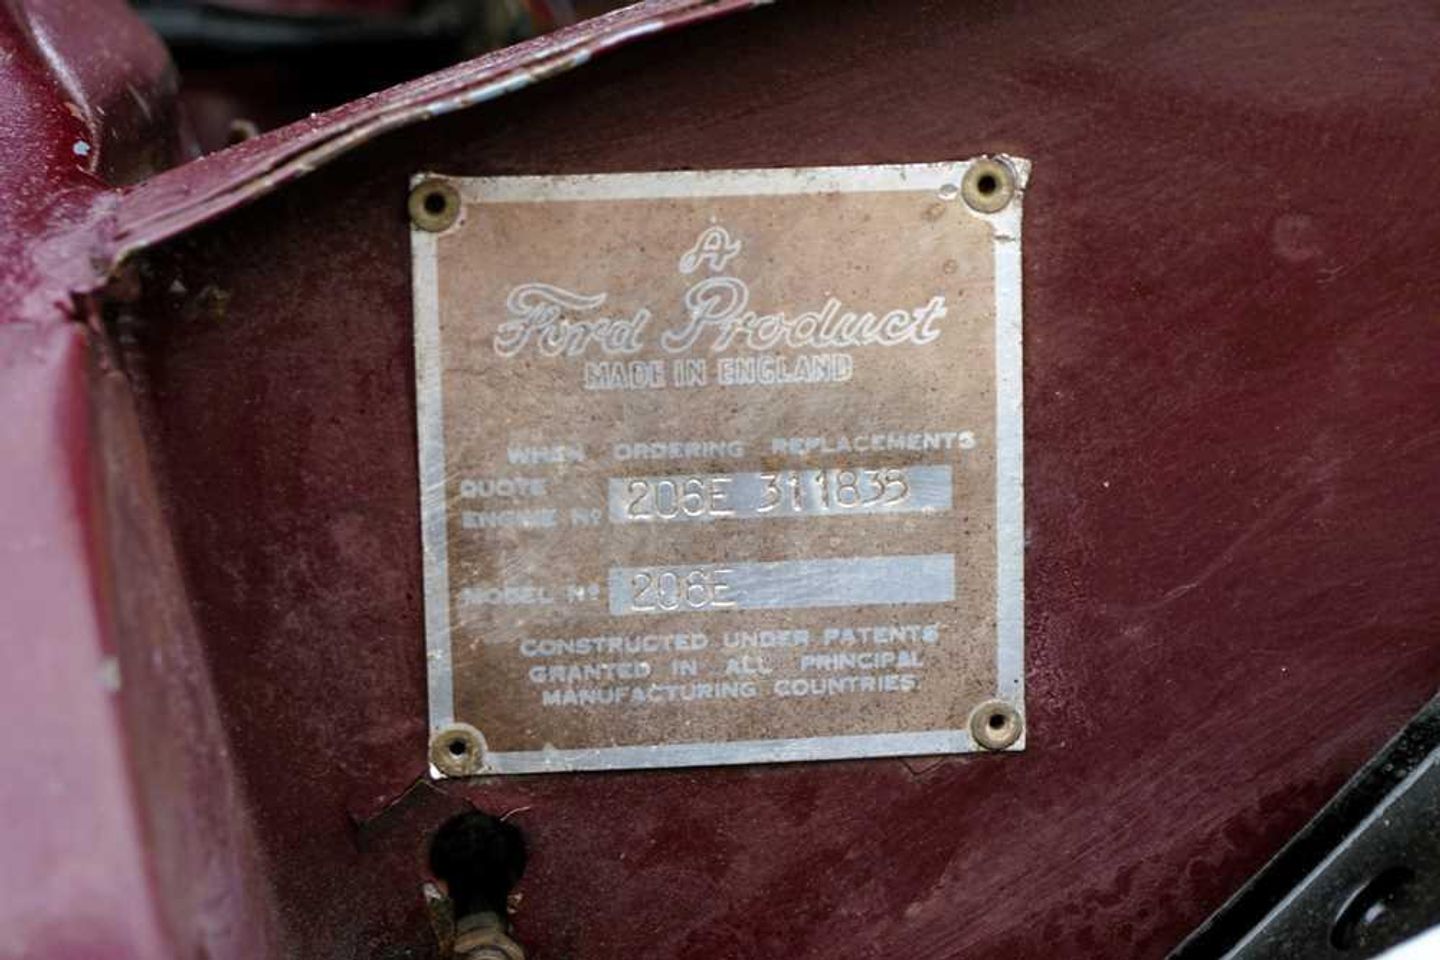 A
Ford Product
MADE IN ENGLAND
WHEN ORDERING REPLACEMENTS
QUOTE
ENGINE Nº 206E 311835
MODEL Nº 206E
CONSTRUCTED UNDER PATENTS
GRANTED IN ALL PRINCIPAL
MANUFACTURING COUNTRIES